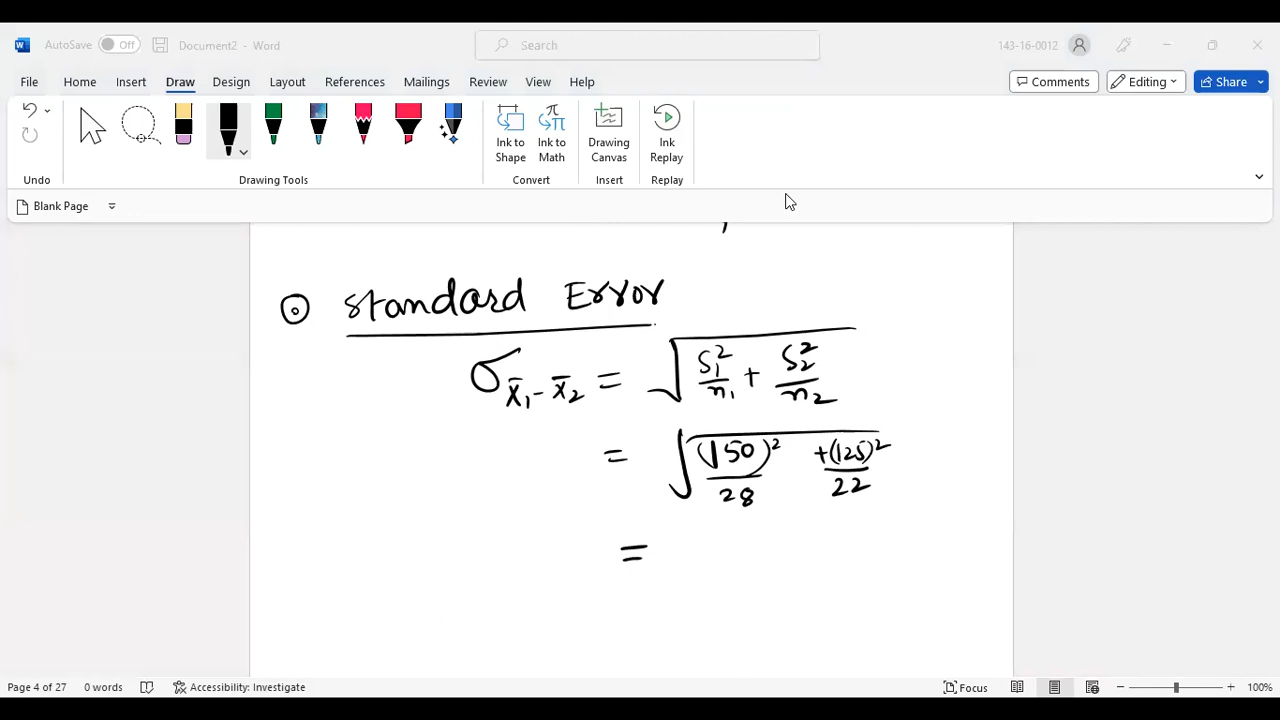 AutoSave Off Document2 - Word Search 143-16-0012
File Home Insert Draw Design Layout References Mailings Review View Help Comments Editing Share
Ink to Shape Ink to Math Drawing Canvas Ink Replay
Undo Drawing Tools Convert Insert Replay
Blank Page
Standard Error
σ x̄₁ - x̄₂ = √(S₁²/n₁ + S₂²/n₂)
= √((150)²/28 + (125)²/22)
=
Page 4 of 27 0 words Accessibility: Investigate Focus 100%